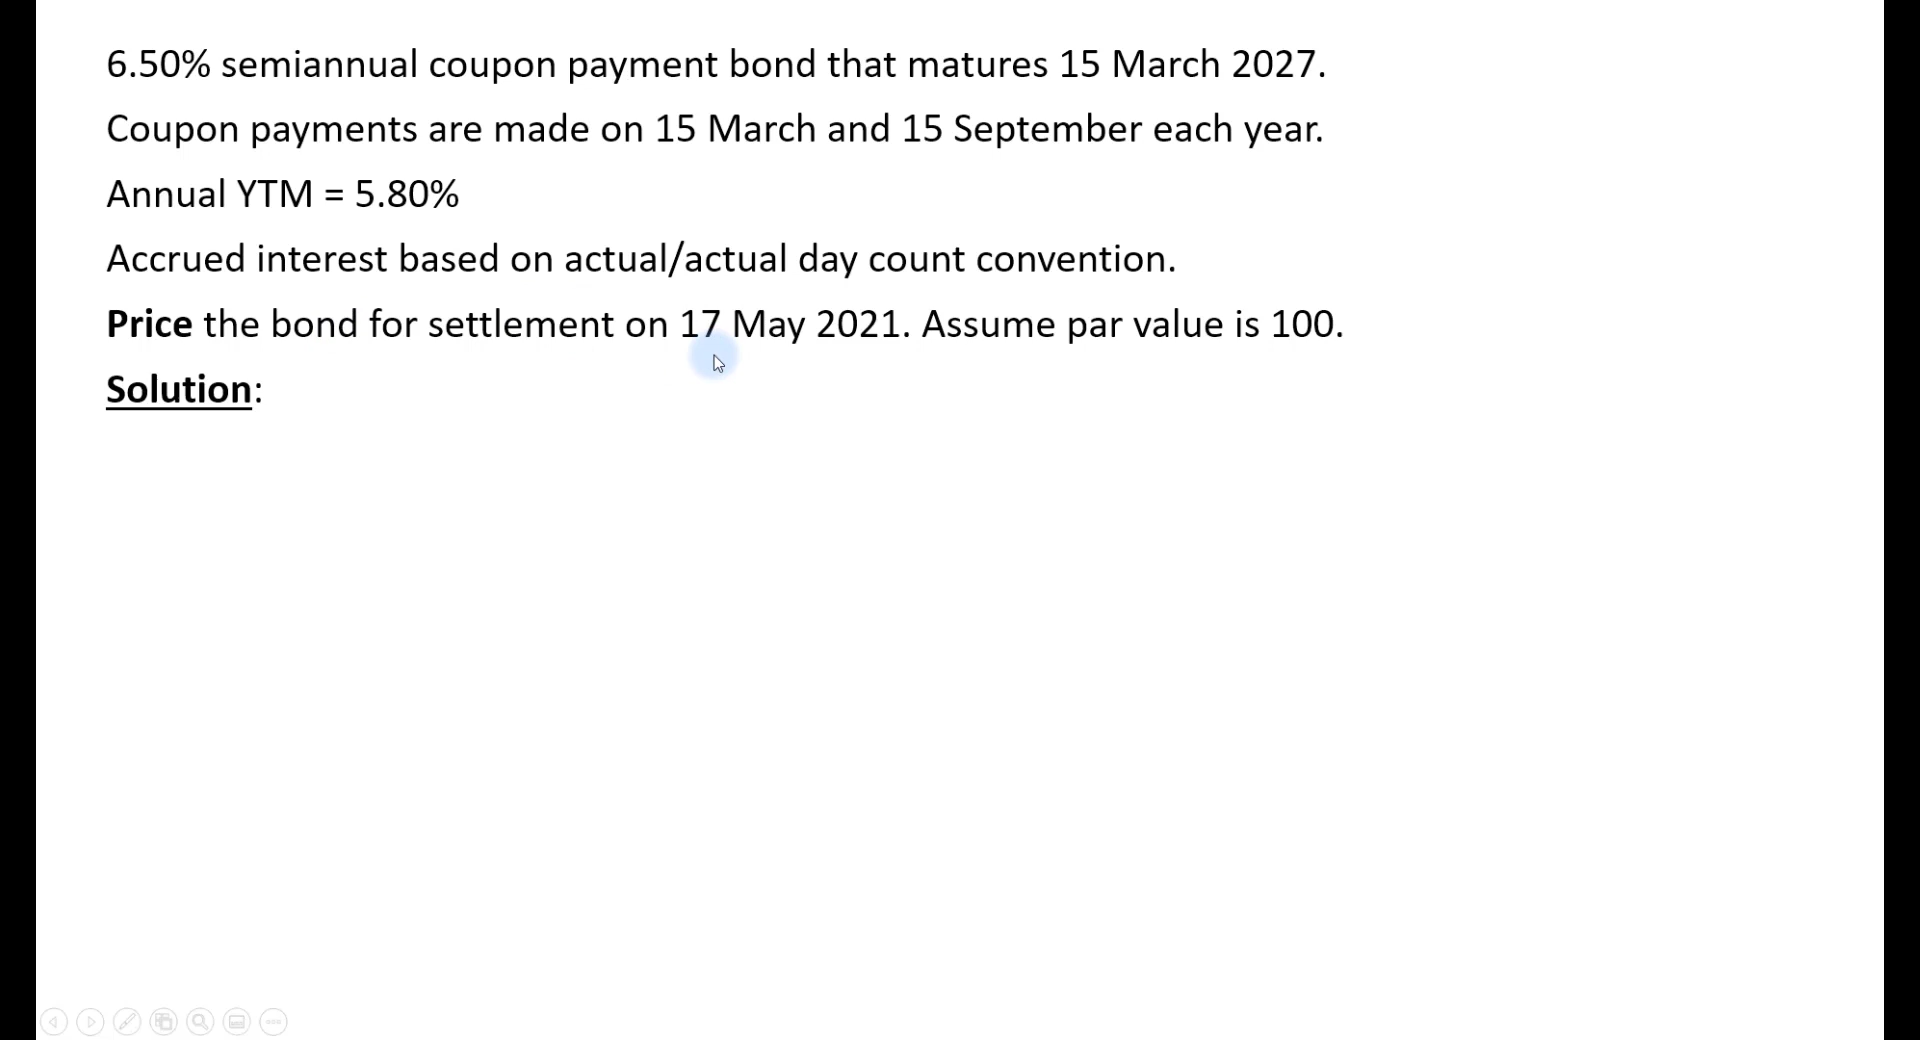 6.50% semiannual coupon payment bond that matures 15 March 2027.
Coupon payments are made on 15 March and 15 September each year.
Annual YTM = 5.80%
Accrued interest based on actual/actual day count convention.
Price the bond for settlement on 17 May 2021. Assume par value is 100.
Solution: